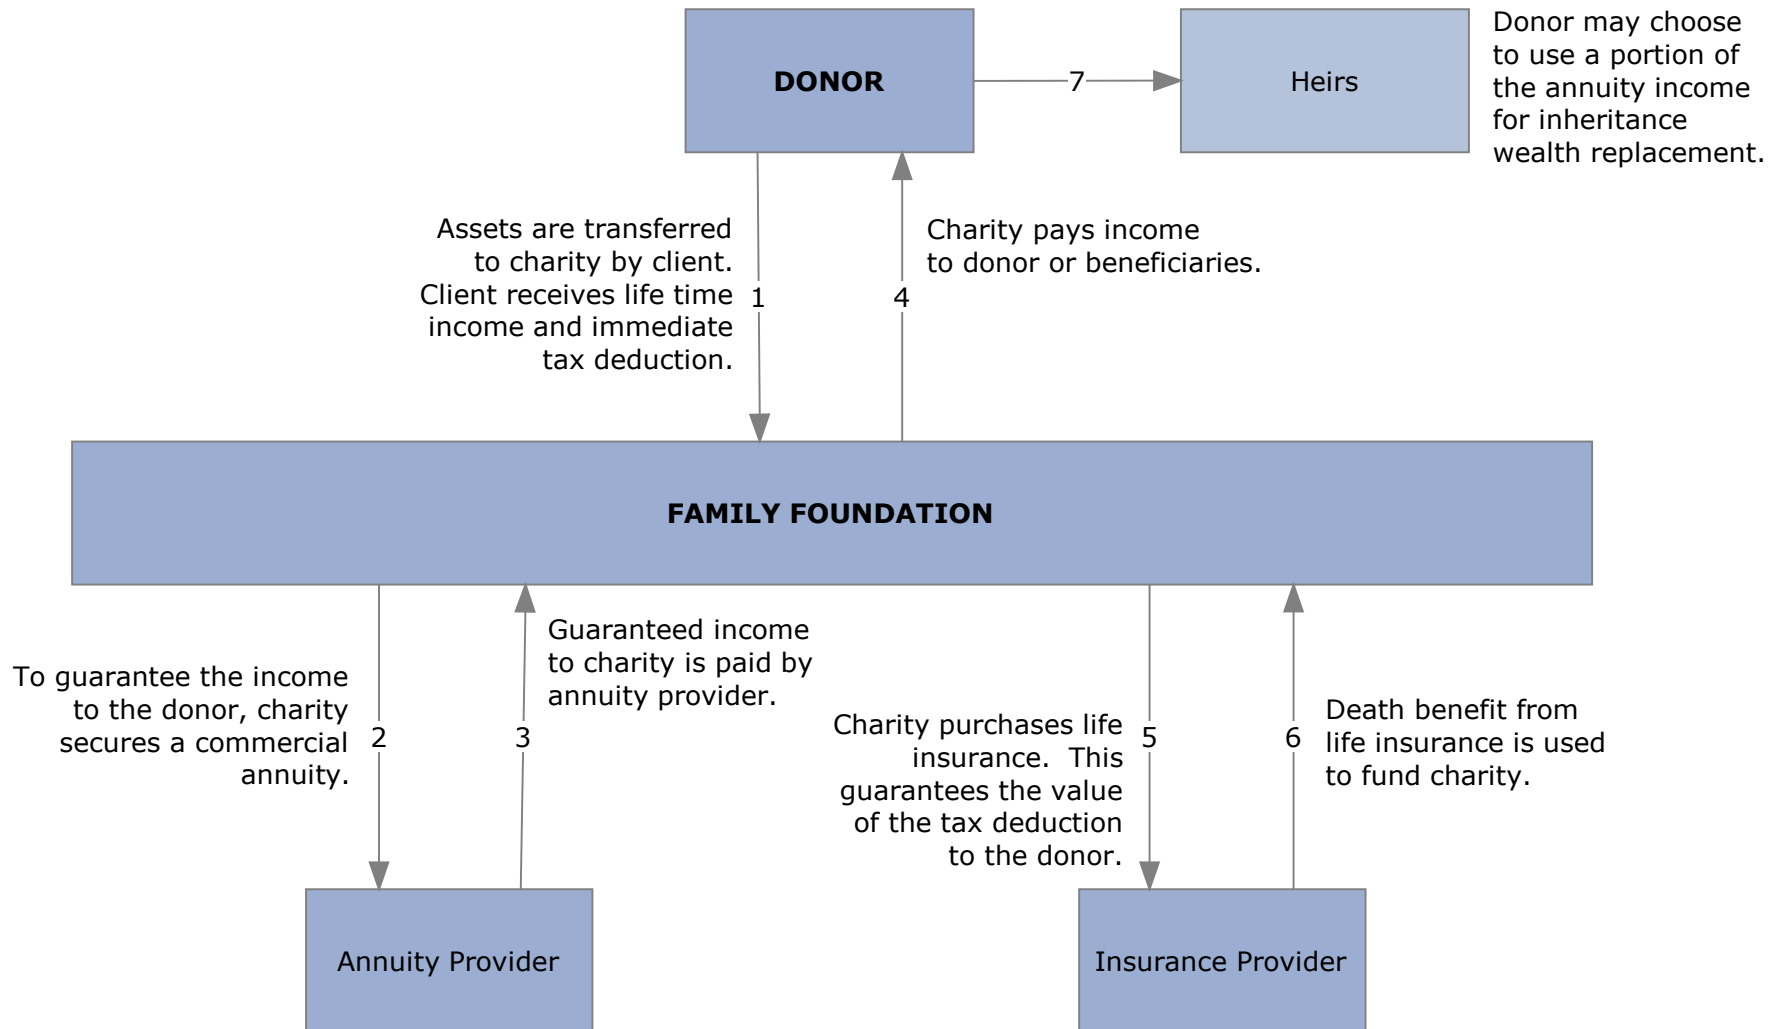 DONOR
7
Heirs
Donor may choose
to use a portion of
the annuity income
for inheritance
wealth replacement.
Assets are transferred
to charity by client.
Client receives life time
income and immediate
tax deduction.
1
4
Charity pays income
to donor or beneficiaries.
FAMILY FOUNDATION
To guarantee the income
to the donor, charity
secures a commercial
annuity.
2
3
Guaranteed income
to charity is paid by
annuity provider.
Charity purchases life
insurance.  This
guarantees the value
of the tax deduction
to the donor.
5
6
Death benefit from
life insurance is used
to fund charity.
Annuity Provider
Insurance Provider